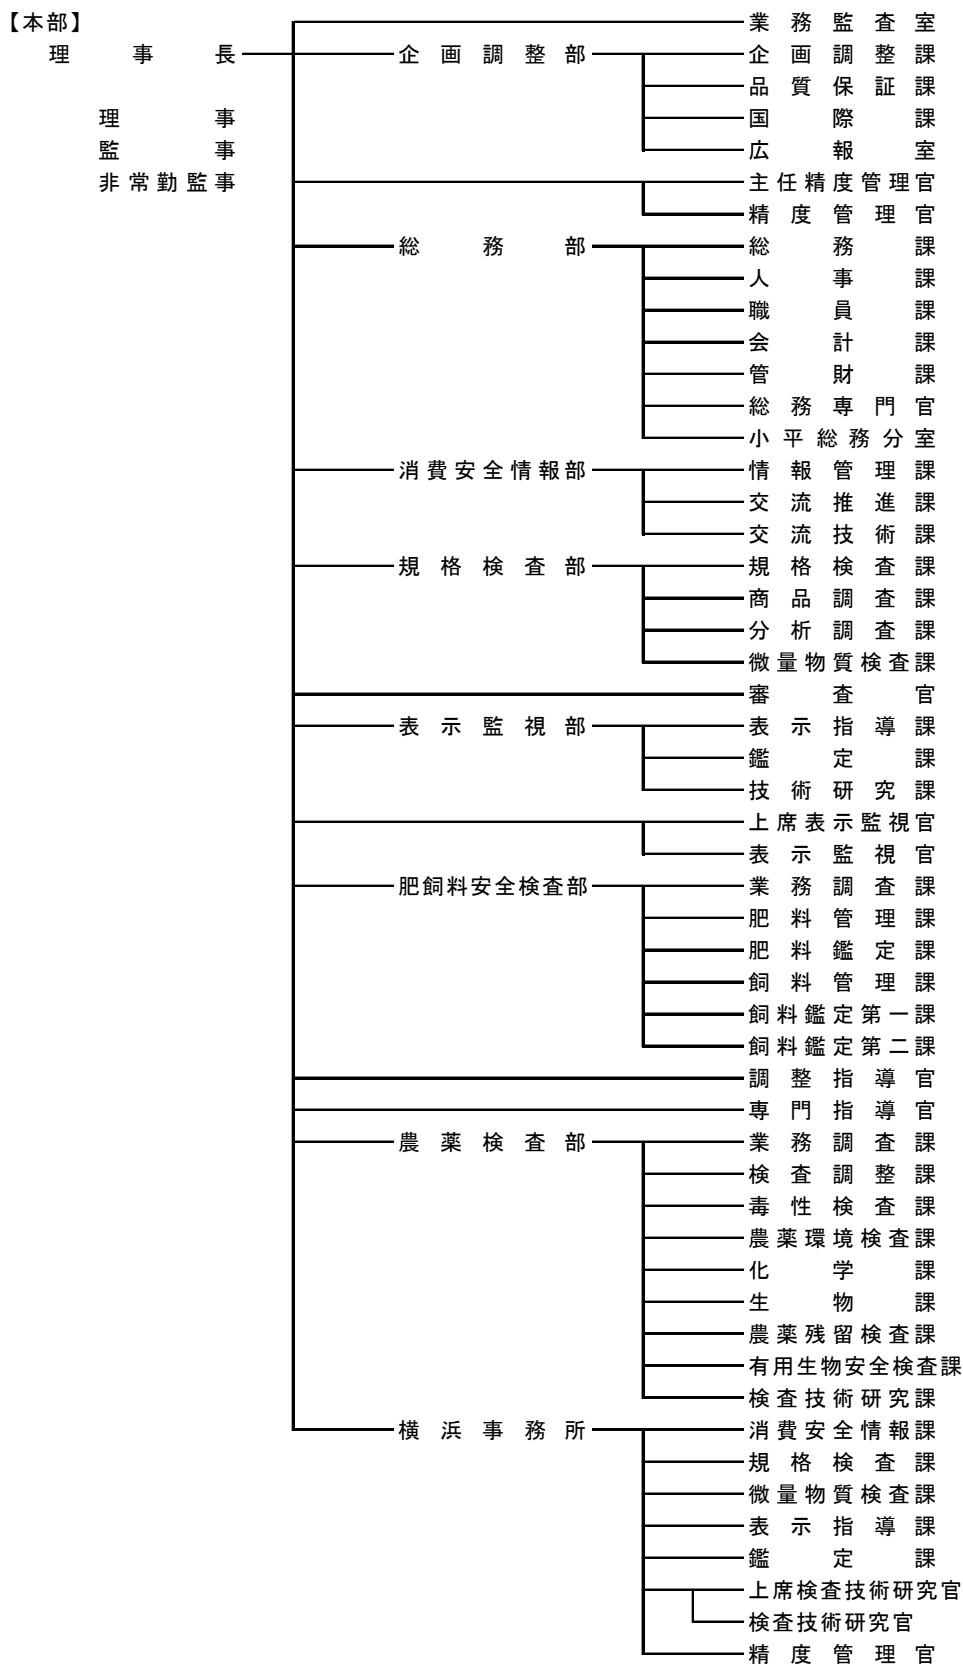 【本部】
業務監査室
理事長 企画調整部 企画調整課
品質保証課
理事 国際課
監事 広報室
非常勤監事 主任精度管理官
精度管理官
総務部 総務課
人事課
職員課
会計課
管財課
総務専門官
小平総務分室
消費安全情報部 情報管理課
交流推進課
交流技術課
規格検査部 規格検査課
商品調査課
分析調査課
微量物質検査課
審査官
表示監視部 表示指導課
鑑定課
技術研究課
上席表示監視官
表示監視官
肥飼料安全検査部 業務調査課
肥料管理課
肥料鑑定課
飼料管理課
飼料鑑定第一課
飼料鑑定第二課
調整指導官
専門指導官
農薬検査部 業務調査課
検査調整課
毒性検査課
農薬環境検査課
化学課
生物課
農薬残留検査課
有用生物安全検査課
検査技術研究課
横浜事務所 消費安全情報課
規格検査課
微量物質検査課
表示指導課
鑑定課
上席検査技術研究官
検査技術研究官
精度管理官